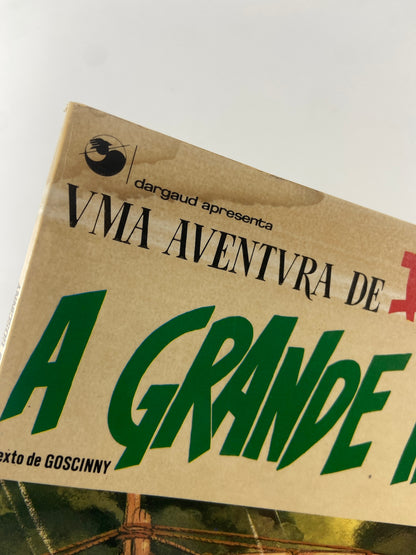 dargaud apresenta
VMA AVENTVRA DE
A GRANDE
texto de GOSCINNY